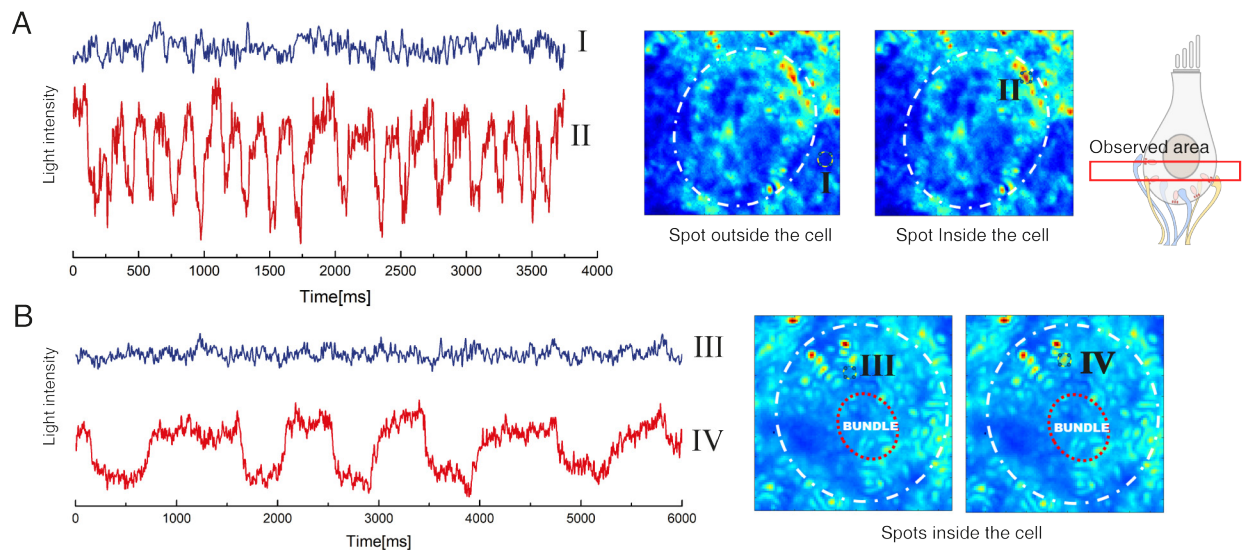 A
I
II
Light intensity
0 500 1000 1500 2000 2500 3000 3500 4000
Time[ms]
I
Spot outside the cell
II
Spot Inside the cell
Observed area
B
III
IV
Light intensity
0 1000 2000 3000 4000 5000 6000
Time[ms]
III
BUNDLE
IV
BUNDLE
Spots inside the cell